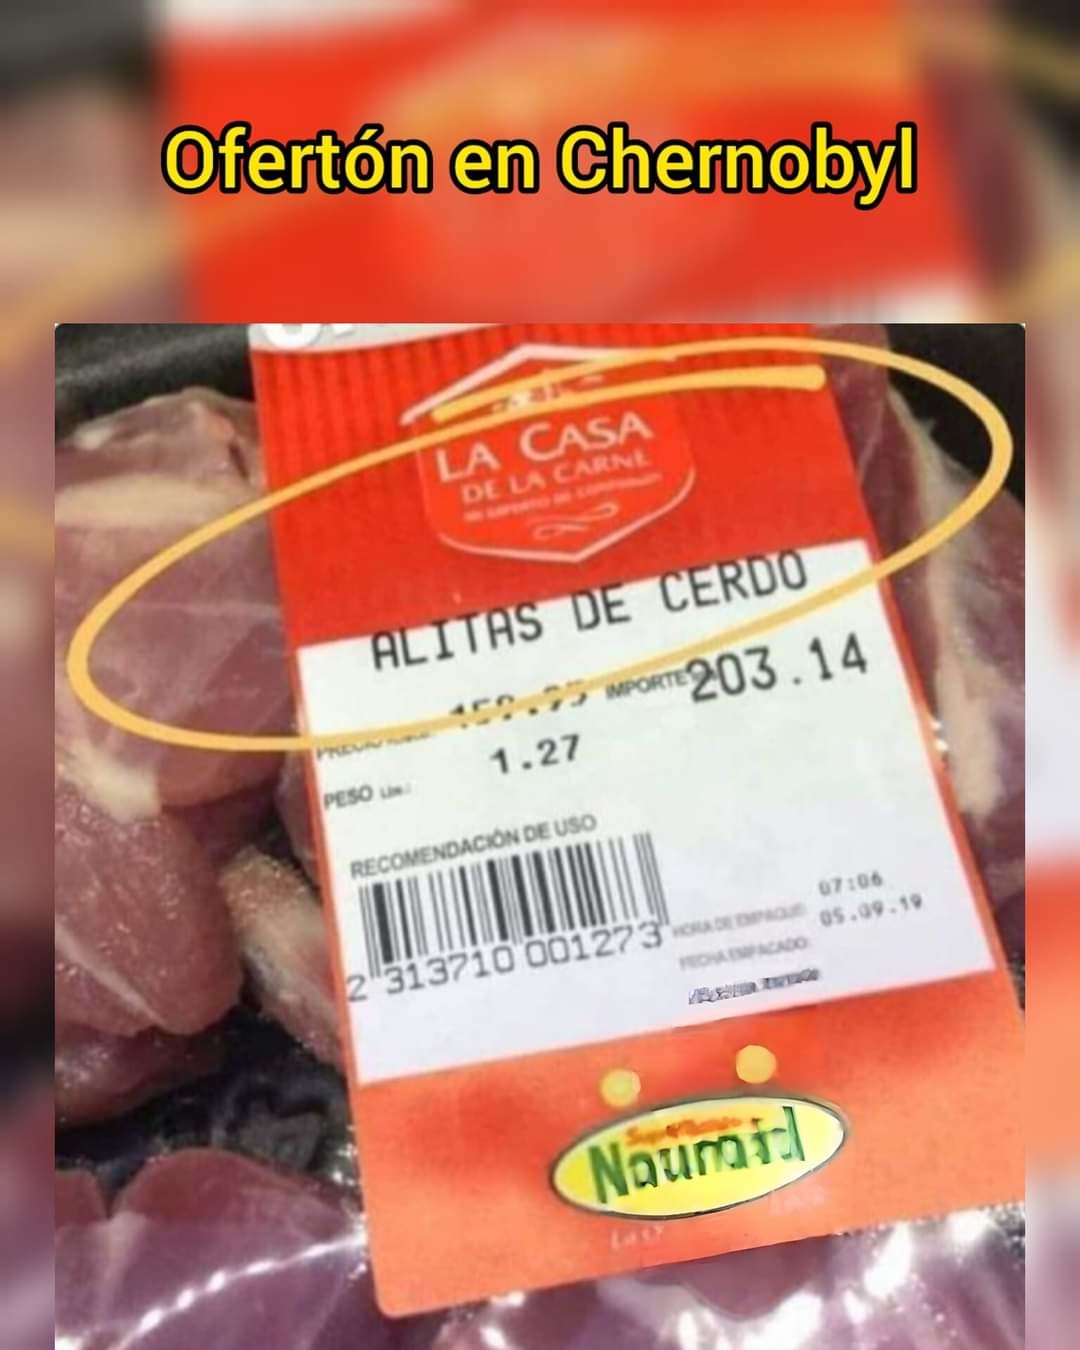 Ofertón en Chernobyl
LA CASA
DE LA CARNE
ALITAS DE CERDO
IMPORTE 203.14
1.27
PESO
RECOMENDACIÓN DE USO
2 313710 001273
07:06
HORA DE EMPAQUE
05.09.19
FECHA EMPACADO:
Naumid